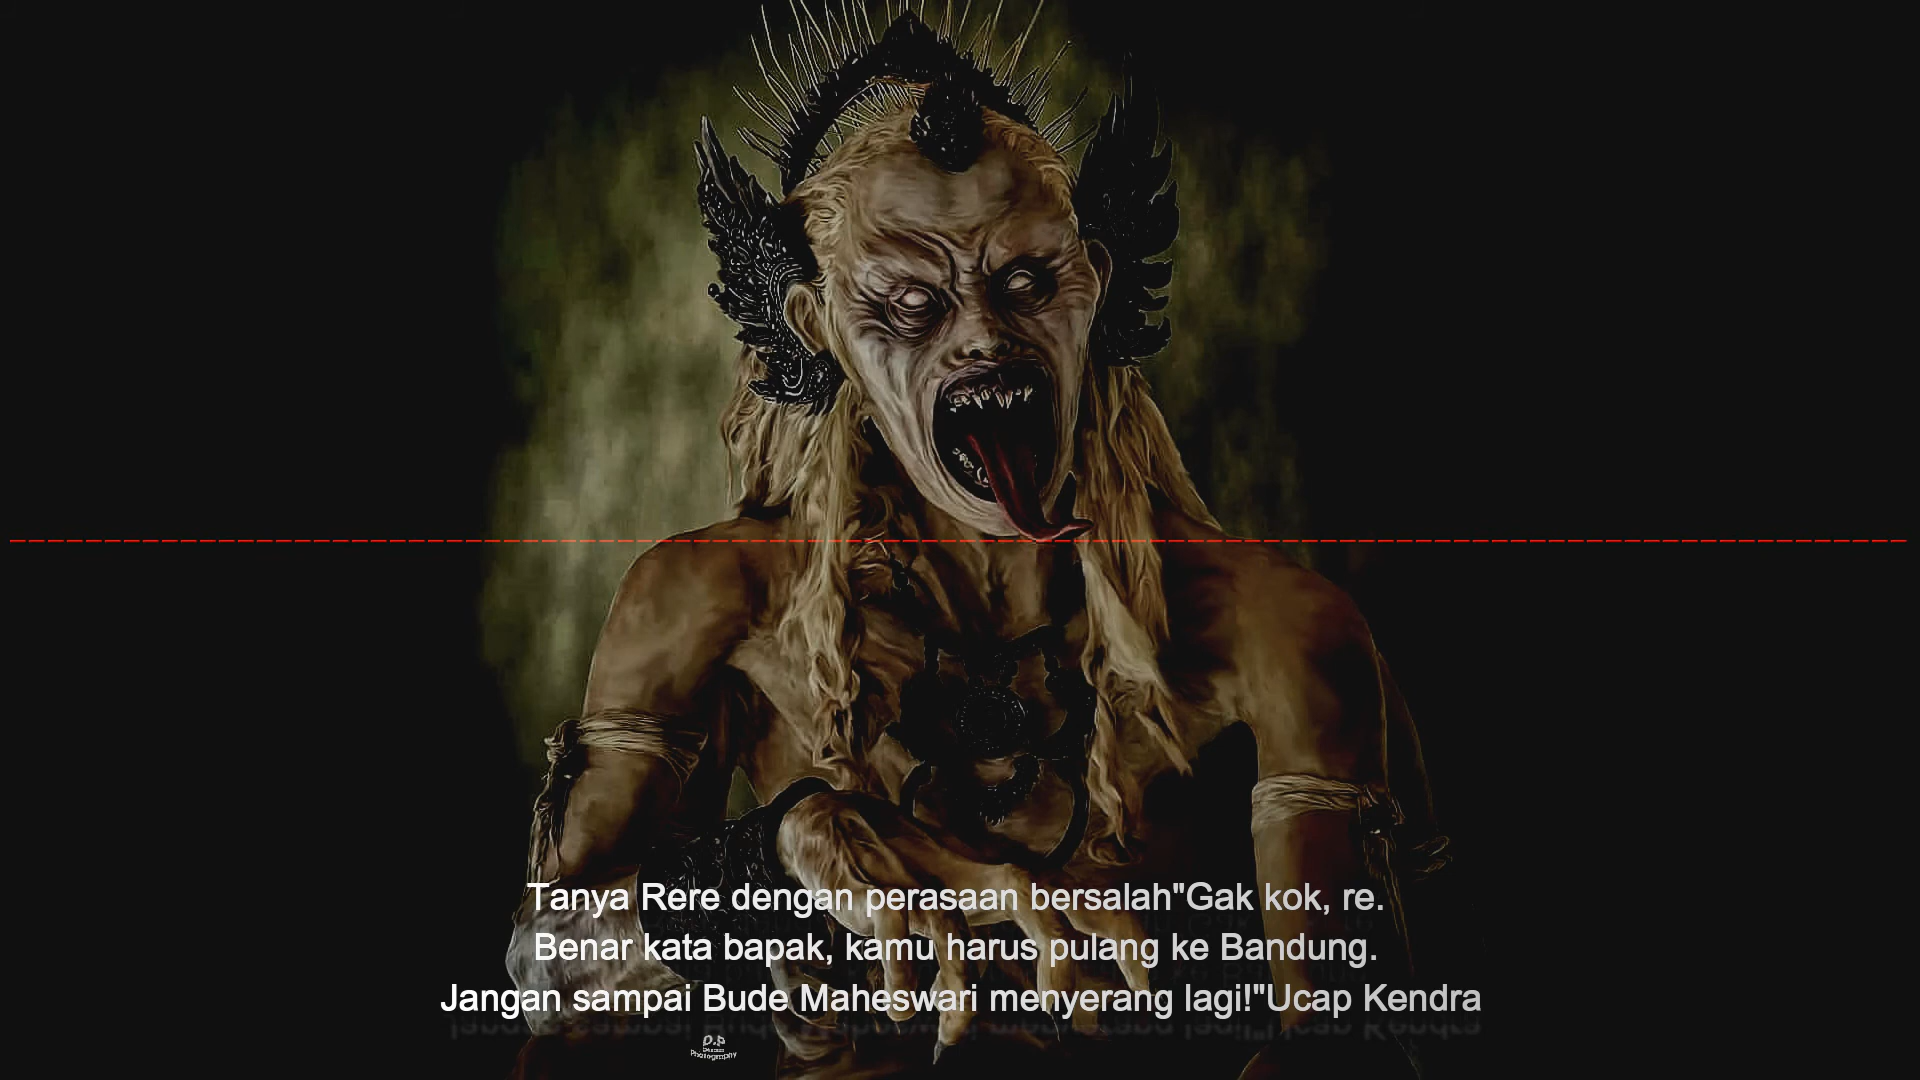 Tanya Rere dengan perasaan bersalah"Gak kok, re.
Benar kata bapak, kamu harus pulang ke Bandung.
Jangan sampai Bude Maheswari menyerang lagi!"Ucap Kendra
D.P
Photography